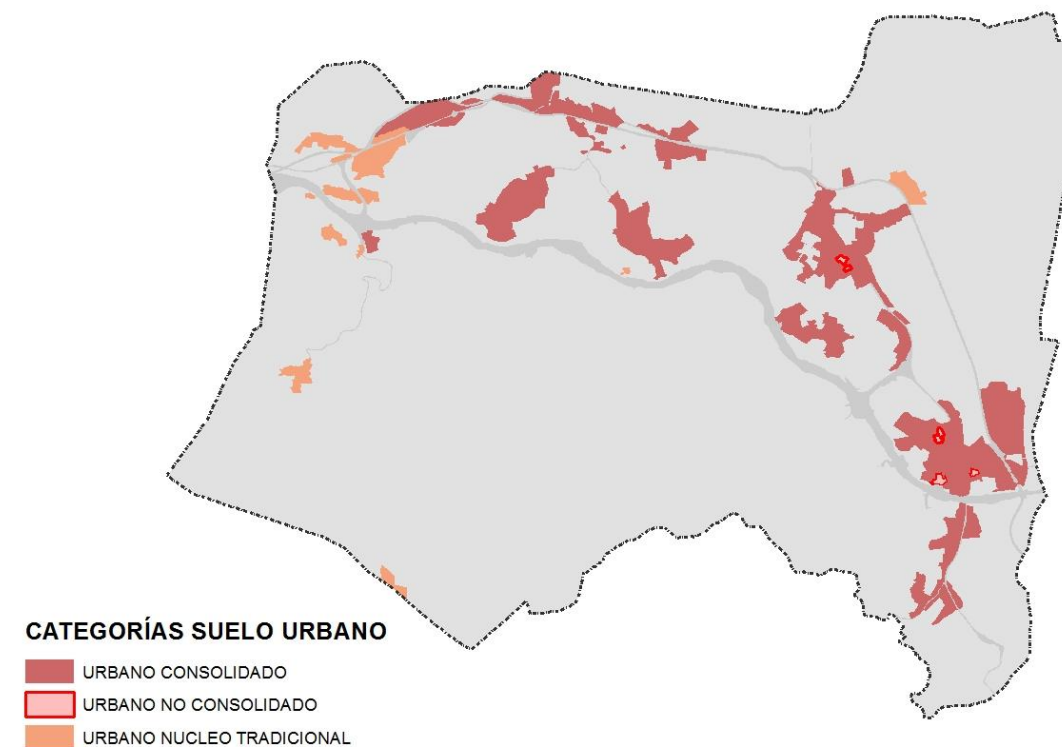 CATEGORÍAS SUELO URBANO
URBANO CONSOLIDADO
URBANO NO CONSOLIDADO
URBANO NUCLEO TRADICIONAL